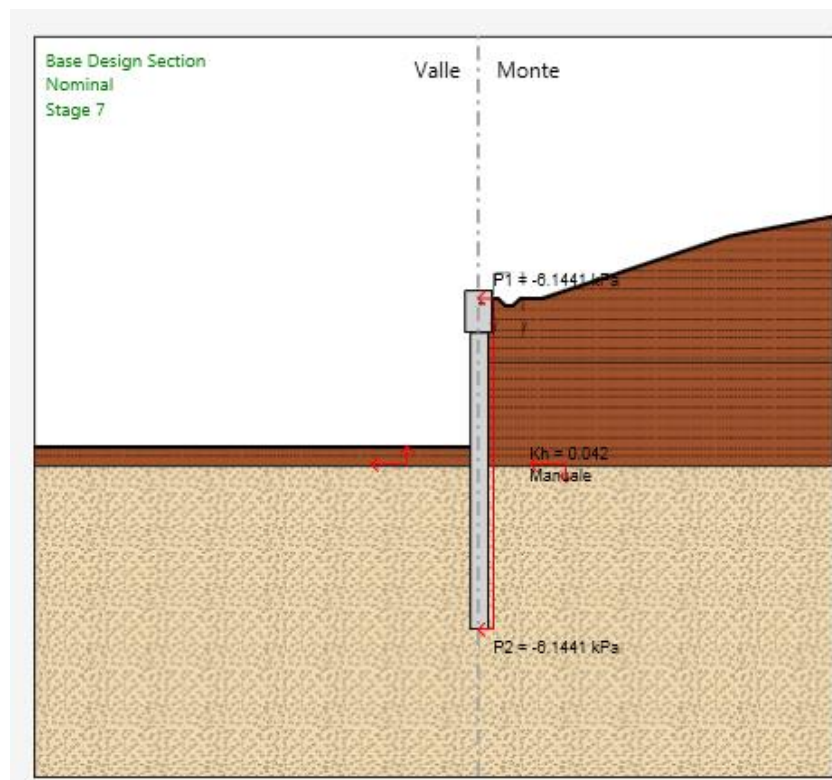 Base Design Section
Nominal
Stage 7
Valle
Monte
P1 = -6.1441 kPa
Kh = 0.042
Manuale
P2 = -6.1441 kPa